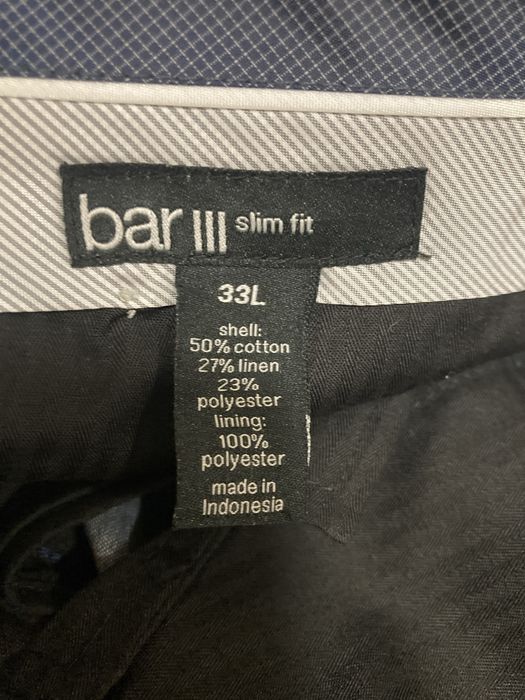 bar III slim fit
33L
shell:
50% cotton
27% linen
23%
polyester
lining:
100%
polyester
made in
Indonesia